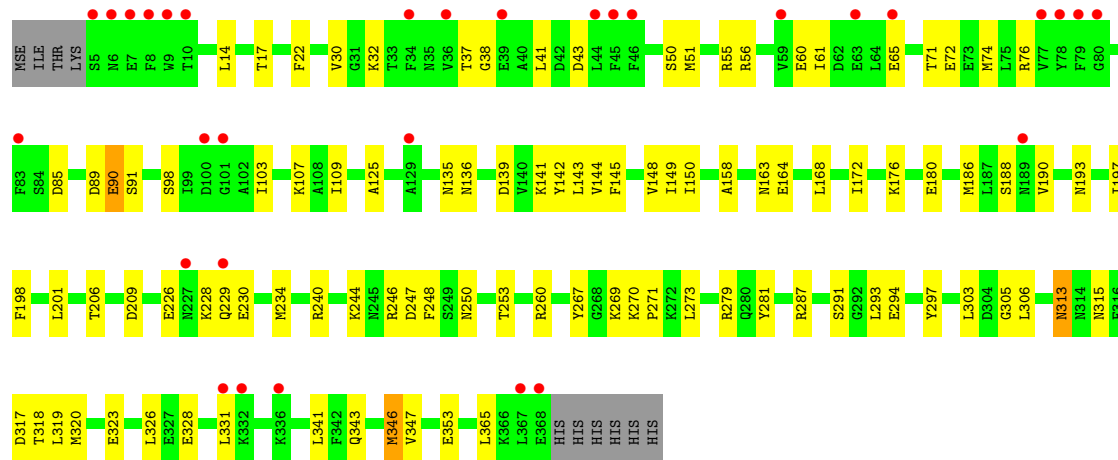 MSE ILE THR LYS S5 N6 E7 F8 W9 T10 L14 T17 F22 V30 G31 K32 T33 F34 N35 V36 T37 G38 E39 A40 L41 D42 D43 L44 F45 F46 S50 M51 R55 R56 V59 E60 I61 D62 E63 L64 E65 T71 E72 E73 M74 L75 R76 V77 Y78 F79 G80
F83 S84 D85 D89 E90 S91 S98 I99 D100 G101 A102 I103 K107 A108 I109 A125 A129 N135 N136 D139 V140 K141 Y142 L143 V144 F145 V148 I149 I150 A158 N163 E164 L168 I172 K176 E180 M186 L187 S188 N189 V190 N193
F198 L201 T206 D209 E226 N227 K228 Q229 E230 M234 R240 K244 N245 R246 D247 F248 S249 N250 T253 R260 Y267 G268 K269 K270 P271 K272 L273 R279 Q280 Y281 R287 S291 G292 L293 E294 Y297 L303 D304 G305 L306 N313 N314 N315
D317 T318 L319 M320 E323 L326 E327 E328 L331 K332 K336 L341 F342 Q343 M346 V347 E353 L365 K366 L367 E368 HIS HIS HIS HIS HIS HIS